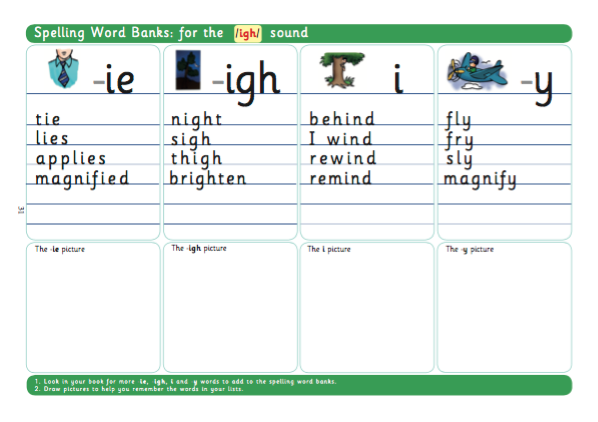 Spelling Word Banks: for the /igh/ sound
-ie
tie
lies
applies
magnified
-igh
night
sigh
thigh
brighten
i
behind
I wind
rewind
remind
-y
fly
fry
sly
magnify
The -ie picture
The -igh picture
The i picture
The -y picture
1. Look in your book for more ie, igh, i and y words to add to the spelling word banks.
2. Draw pictures to help you remember the words in your lists.